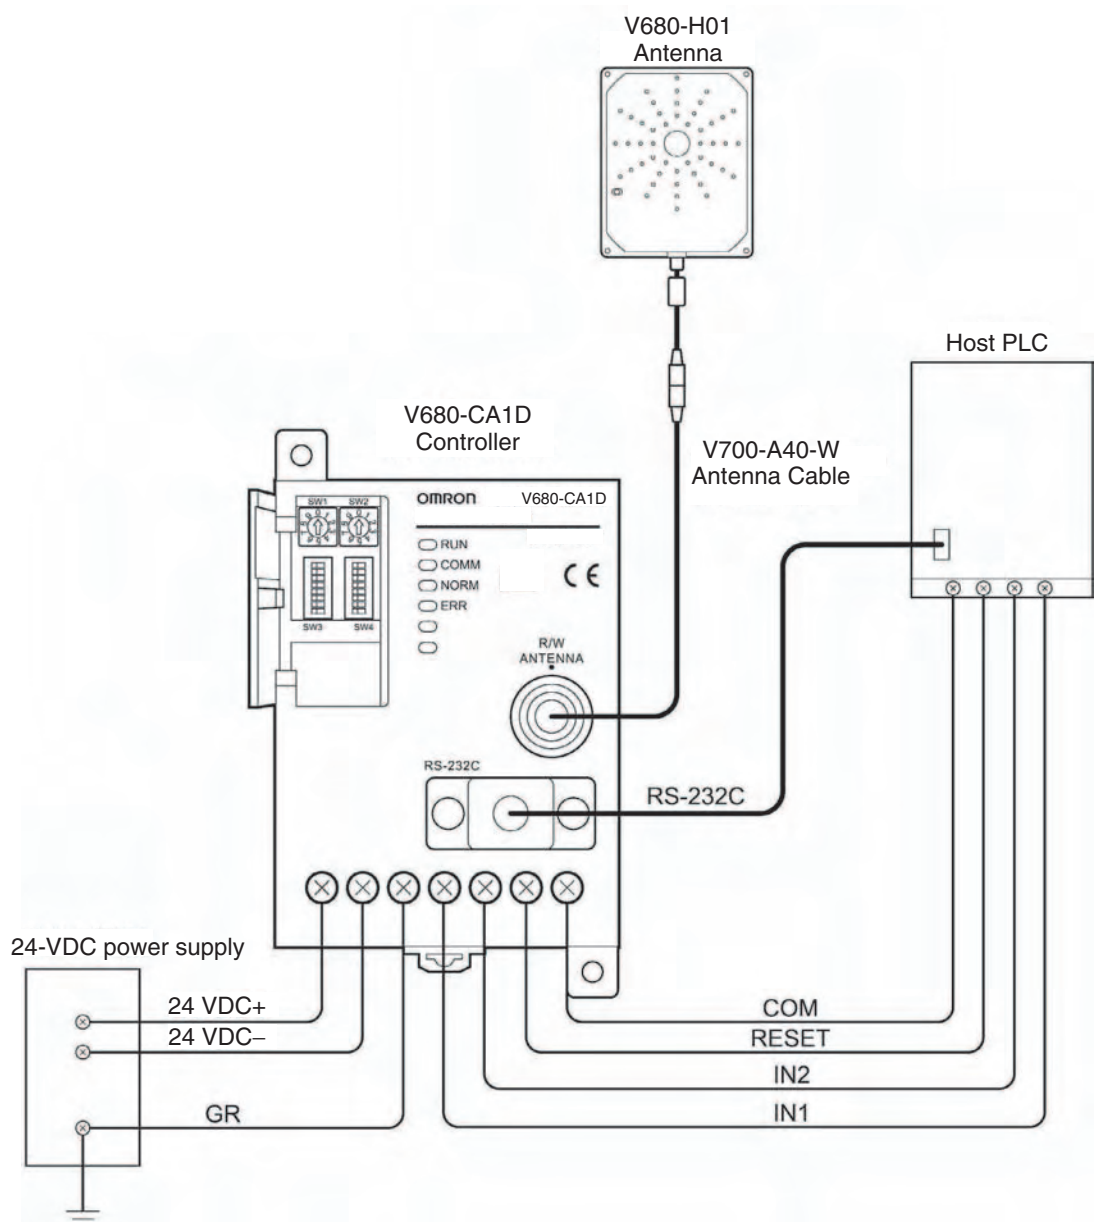 V680-H01
Antenna
Host PLC
V680-CA1D
Controller
V700-A40-W
Antenna Cable
SW1 SW2
OMRON V680-CA1D
RUN
COMM
NORM
ERR
CE
SW3 SW4
R/W
ANTENNA
RS-232C
RS-232C
24-VDC power supply
24 VDC+
24 VDC−
GR
COM
RESET
IN2
IN1